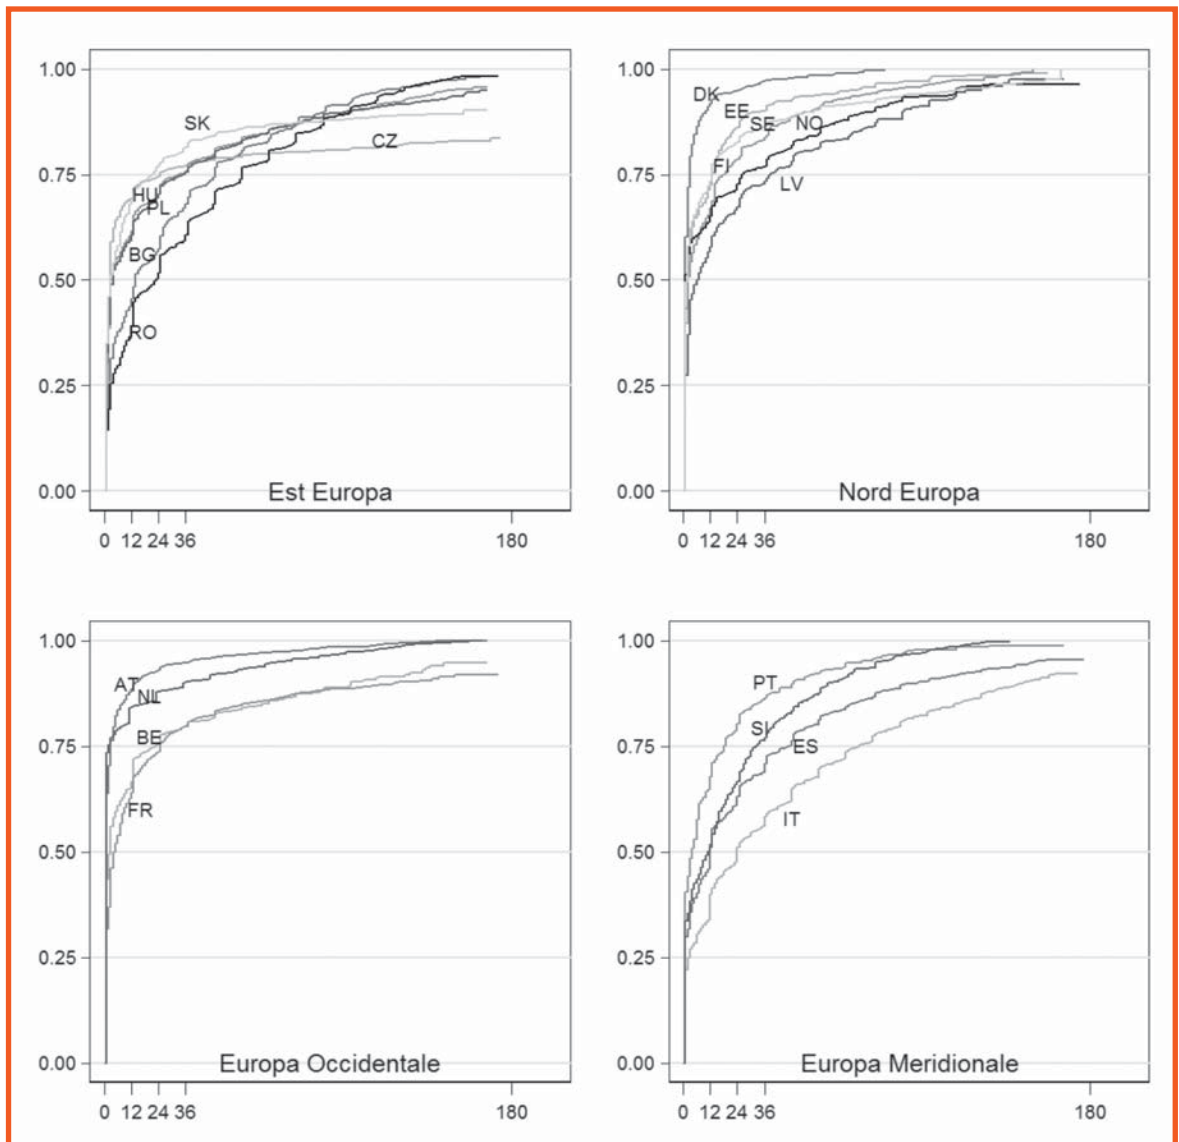 1.00
0.75
0.50
0.25
0.00
SK
CZ
HU
PL
BG
RO
Est Europa
0 12 24 36 180
1.00
0.75
0.50
0.25
0.00
DK
EE
SE NO
FI
LV
Nord Europa
0 12 24 36 180
1.00
0.75
0.50
0.25
0.00
AT
NL
BE
FR
Europa Occidentale
0 12 24 36 180
1.00
0.75
0.50
0.25
0.00
PT
SI
ES
IT
Europa Meridionale
0 12 24 36 180